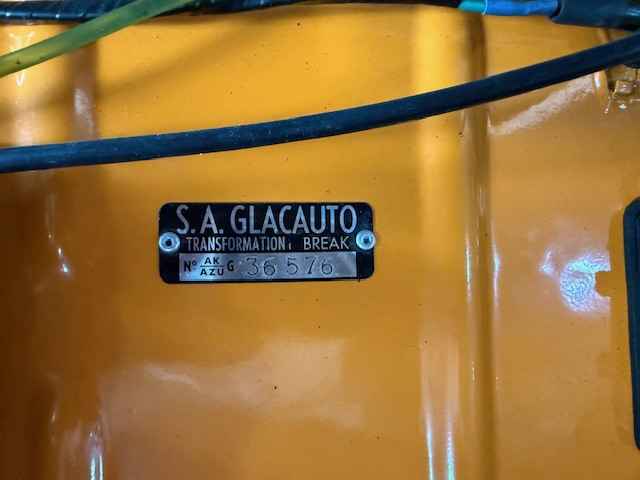 S.A. GLACAUTO
TRANSFORMATION: BREAK
Nº AK/AZU G 36 576